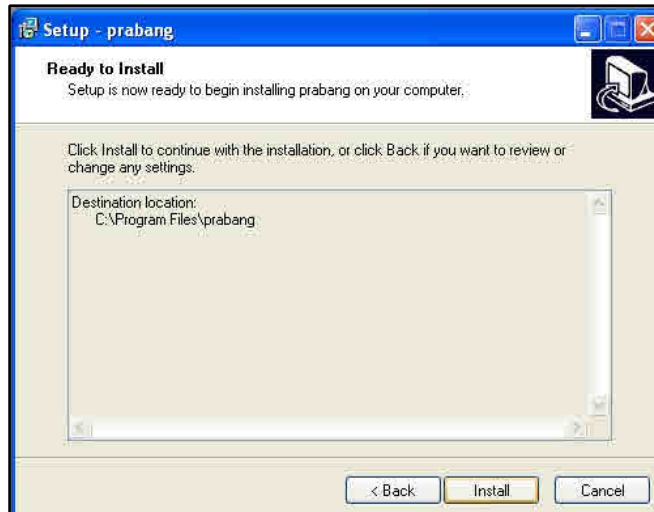 Setup - prabang
Ready to Install
Setup is now ready to begin installing prabang on your computer.
Click Install to continue with the installation, or click Back if you want to review or
change any settings.
Destination location:
C:\Program Files\prabang
< Back
Install
Cancel